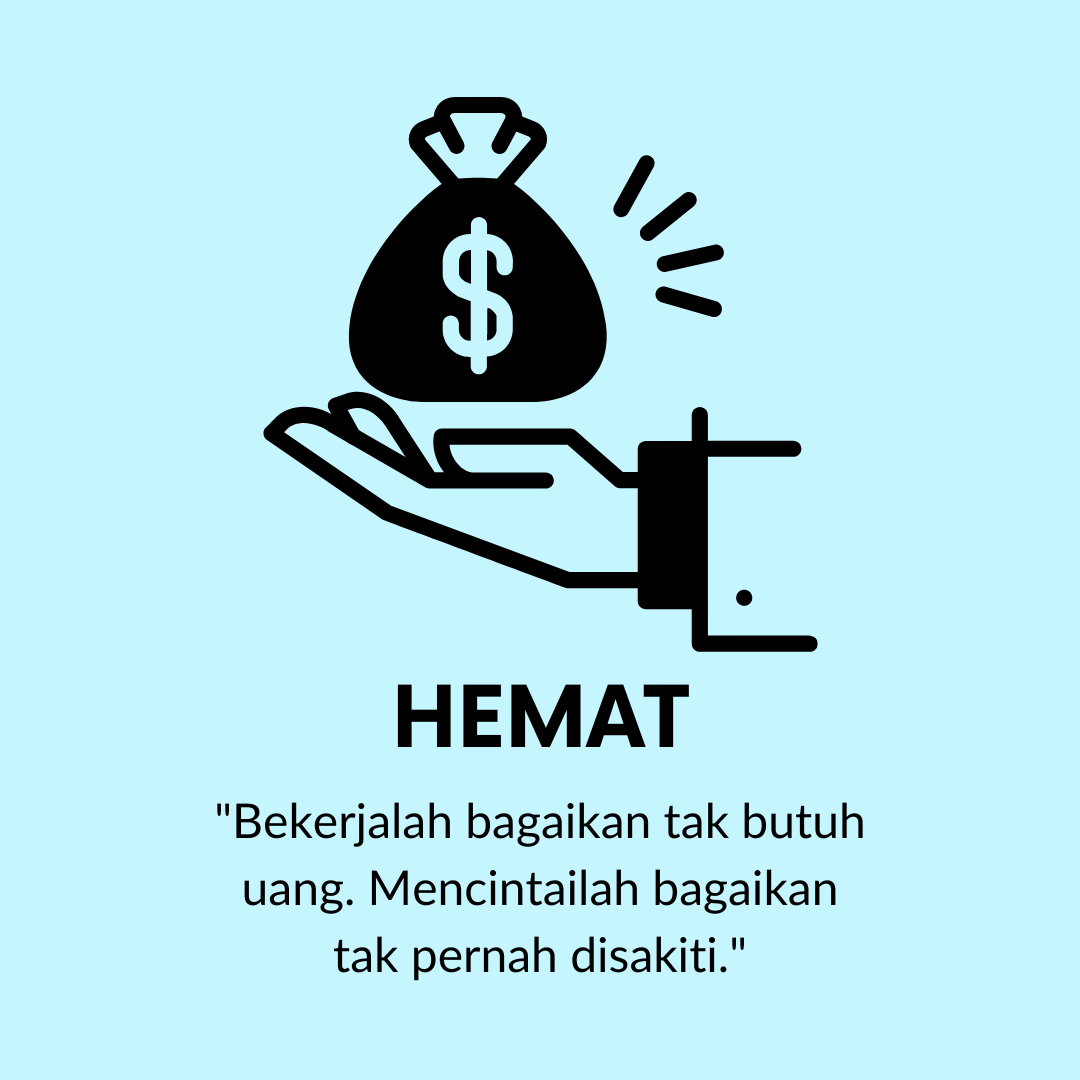 $
HEMAT
"Bekerjalah bagaikan tak butuh
uang. Mencintailah bagaikan
tak pernah disakiti."